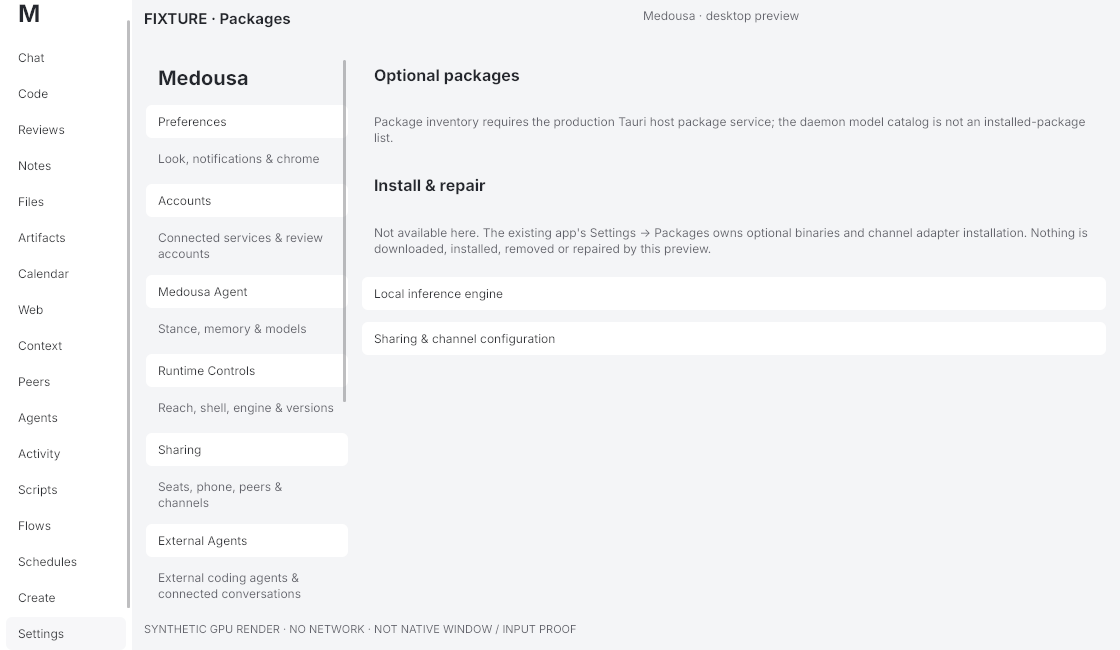 M
Chat
Code
Reviews
Notes
Files
Artifacts
Calendar
Web
Context
Peers
Agents
Activity
Scripts
Flows
Schedules
Create
Settings
FIXTURE · Packages
Medousa · desktop preview
Medousa
Preferences
Look, notifications & chrome
Accounts
Connected services & review
accounts
Medousa Agent
Stance, memory & models
Runtime Controls
Reach, shell, engine & versions
Sharing
Seats, phone, peers &
channels
External Agents
External coding agents &
connected conversations
Optional packages
Package inventory requires the production Tauri host package service; the daemon model catalog is not an installed-package
list.
Install & repair
Not available here. The existing app's Settings → Packages owns optional binaries and channel adapter installation. Nothing is
downloaded, installed, removed or repaired by this preview.
Local inference engine
Sharing & channel configuration
SYNTHETIC GPU RENDER · NO NETWORK · NOT NATIVE WINDOW / INPUT PROOF